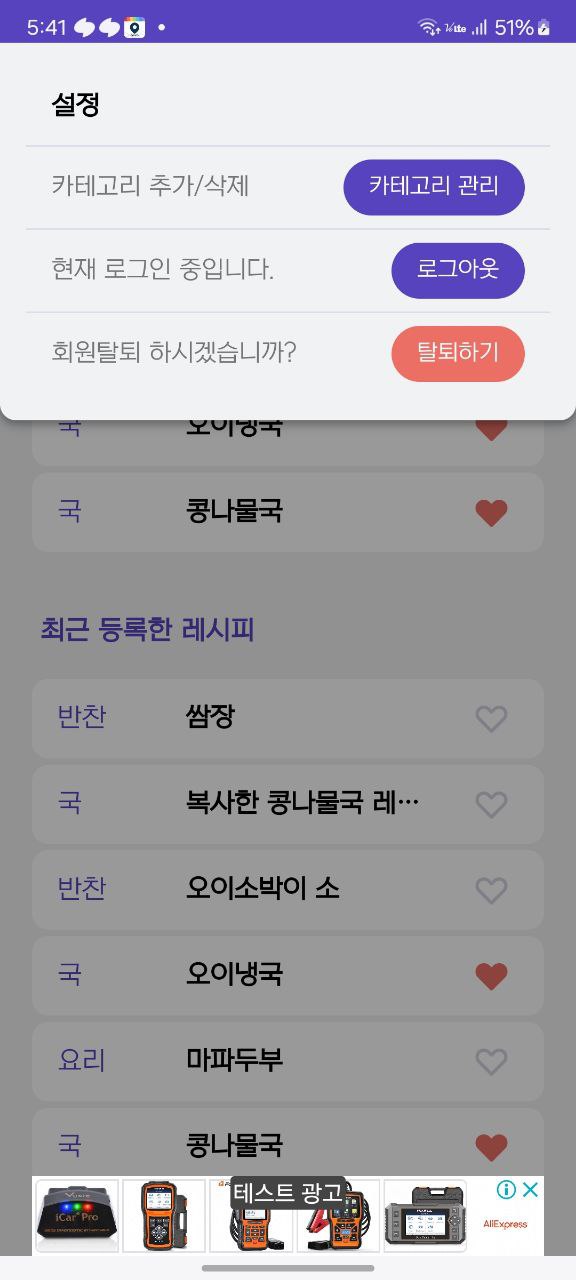 5:41
51%
설정
카테고리 추가/삭제 카테고리 관리
현재 로그인 중입니다. 로그아웃
회원탈퇴 하시겠습니까? 탈퇴하기
국 오이냉국
국 콩나물국
최근 등록한 레시피
반찬 쌈장
국 복사한 콩나물국 레…
반찬 오이소박이 소
국 오이냉국
요리 마파두부
국 콩나물국
테스트 광고
iCar Pro
AliExpress